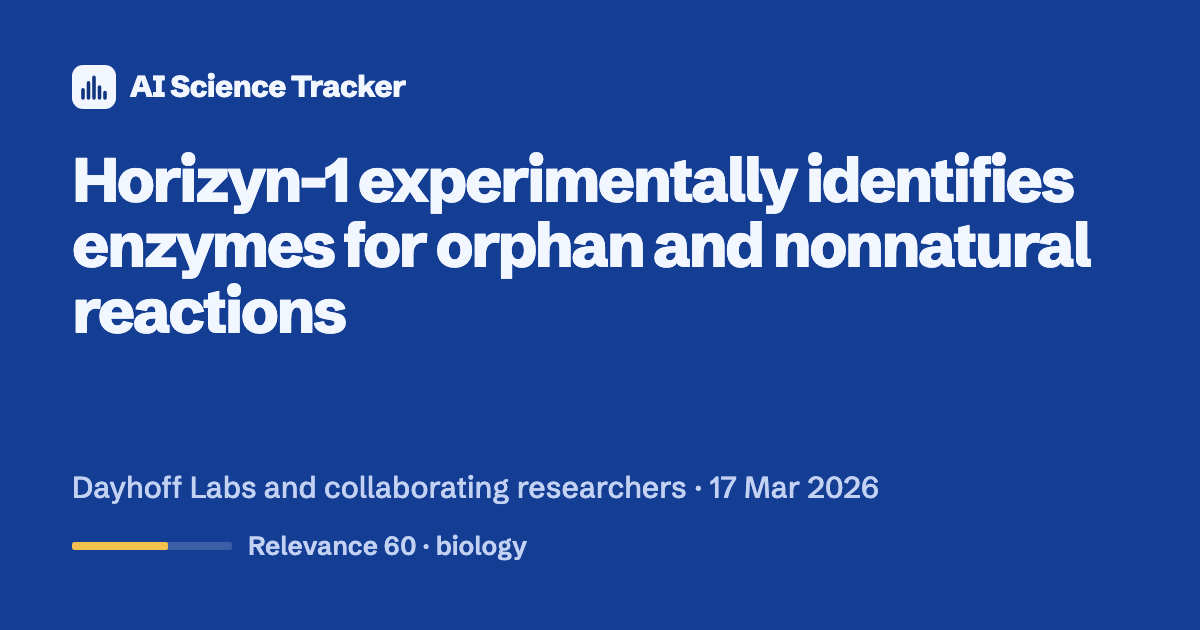 AI Science Tracker
Horizyn-1 experimentally identifies
enzymes for orphan and nonnatural
reactions
Dayhoff Labs and collaborating researchers · 17 Mar 2026
Relevance 60 · biology